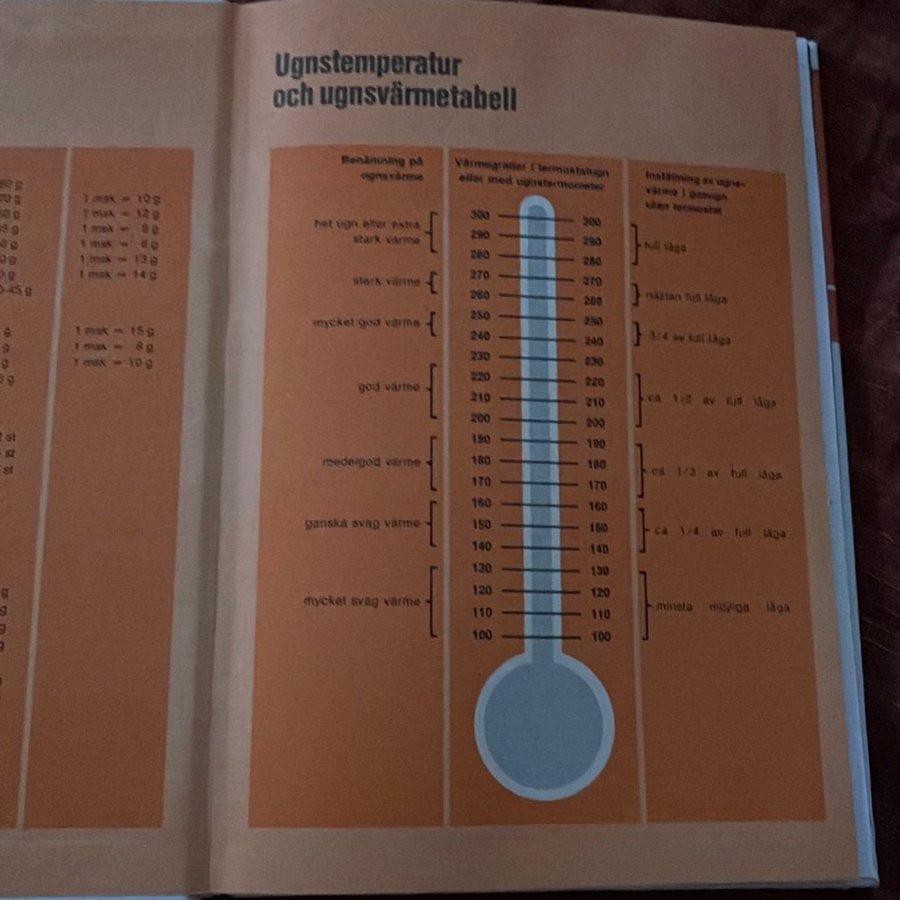 Ugnstemperatur
och ugnsvärmetabell
1 msk = 10 g
1 msk = 12 g
1 msk = 8 g
1 msk = 6 g
1 msk = 13 g
1 msk = 14 g
1 msk = 15 g
1 msk = 8 g
1 msk = 10 g
Benämning på
ugnsvärme
het ugn eller extra
stark värme
stark värme
mycket god värme
god värme
medelgod värme
ganska svag värme
mycket svag värme
Värmegrader i termostatugn
eller med ugnstermometer
300 300
290 290
280 280
270 270
260 260
250 250
240 240
230 230
220 220
210 210
200 200
190 190
180 180
170 170
160 160
150 150
140 140
130 130
120 120
110 110
100 100
Inställning av ugns-
värme i gasugn
utan termostat
full låga
nästan full låga
3/4 av full låga
ca 1/2 av full låga
ca 1/3 av full låga
ca 1/4 av full låga
minsta möjliga låga